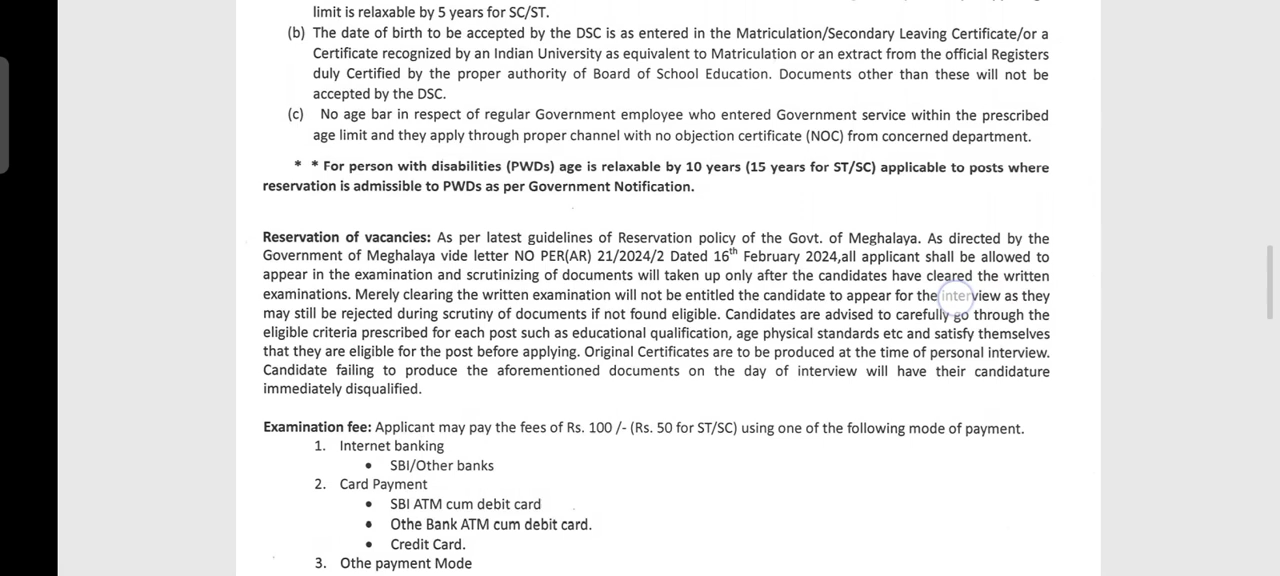 limit is relaxable by 5 years for SC/ST.
(b) The date of birth to be accepted by the DSC is as entered in the Matriculation/Secondary Leaving Certificate/or a
Certificate recognized by an Indian University as equivalent to Matriculation or an extract from the official Registers
duly Certified by the proper authority of Board of School Education. Documents other than these will not be
accepted by the DSC.
(c) No age bar in respect of regular Government employee who entered Government service within the prescribed
age limit and they apply through proper channel with no objection certificate (NOC) from concerned department.
* * For person with disabilities (PWDs) age is relaxable by 10 years (15 years for ST/SC) applicable to posts where
reservation is admissible to PWDs as per Government Notification.
Reservation of vacancies: As per latest guidelines of Reservation policy of the Govt. of Meghalaya. As directed by the
Government of Meghalaya vide letter NO PER(AR) 21/2024/2 Dated 16th February 2024,all applicant shall be allowed to
appear in the examination and scrutinizing of documents will taken up only after the candidates have cleared the written
examinations. Merely clearing the written examination will not be entitled the candidate to appear for the interview as they
may still be rejected during scrutiny of documents if not found eligible. Candidates are advised to carefully go through the
eligible criteria prescribed for each post such as educational qualification, age physical standards etc and satisfy themselves
that they are eligible for the post before applying. Original Certificates are to be produced at the time of personal interview.
Candidate failing to produce the aforementioned documents on the day of interview will have their candidature
immediately disqualified.
Examination fee: Applicant may pay the fees of Rs. 100 /- (Rs. 50 for ST/SC) using one of the following mode of payment.
1. Internet banking
• SBI/Other banks
2. Card Payment
• SBI ATM cum debit card
• Othe Bank ATM cum debit card.
• Credit Card.
3. Othe payment Mode